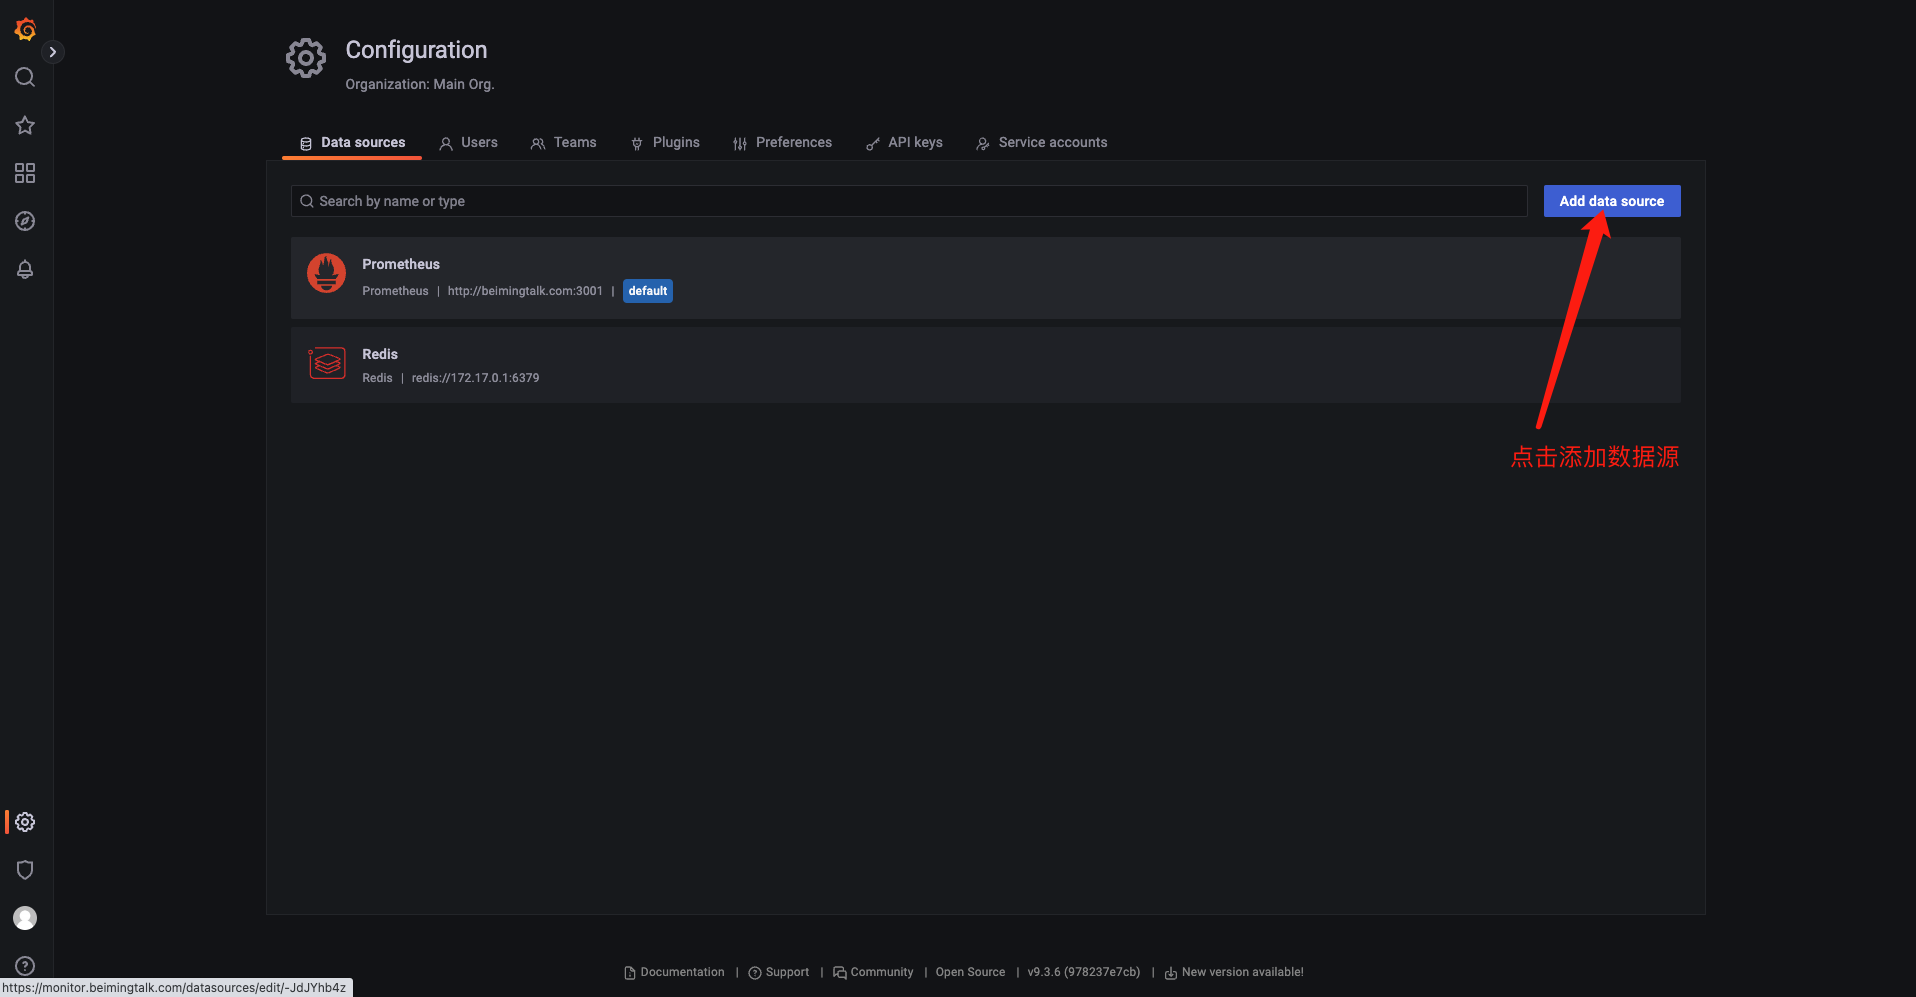 Configuration
Organization: Main Org.
Data sources Users Teams Plugins Preferences API keys Service accounts
Search by name or type
Add data source
Prometheus
Prometheus | http://beimingtalk.com:3001 | default
Redis
Redis | redis://172.17.0.1:6379
点击添加数据源
Documentation | Support | Community | Open Source | v9.3.6 (978237e7cb) | New version available!
https://monitor.beimingtalk.com/datasources/edit/-JdJYhb4z